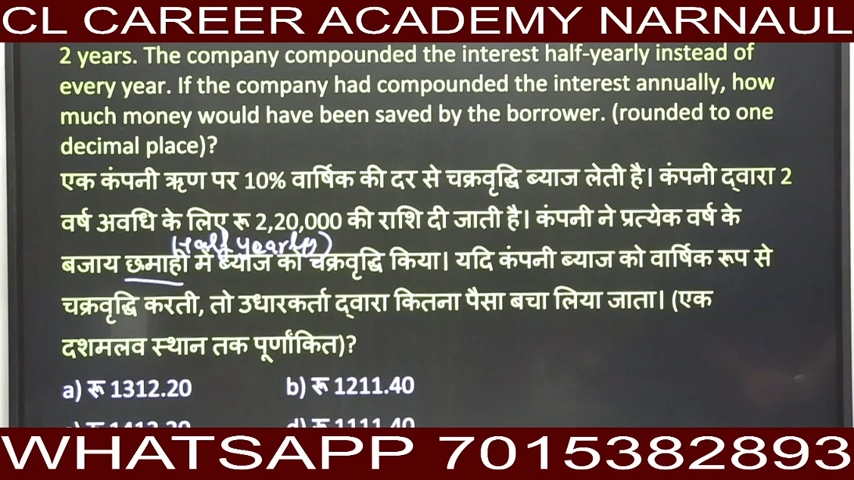 CL CAREER ACADEMY NARNAUL
2 years. The company compounded the interest half-yearly instead of
every year. If the company had compounded the interest annually, how
much money would have been saved by the borrower. (rounded to one
decimal place)?
एक कंपनी ऋण पर 10% वार्षिक की दर से चक्रवृद्धि ब्याज लेती है। कंपनी द्वारा 2
वर्ष अवधि के लिए रू 2,20,000 की राशि दी जाती है। कंपनी ने प्रत्येक वर्ष के
(Half yearly)
बजाय छमाही में ब्याज को चक्रवृद्धि किया। यदि कंपनी ब्याज को वार्षिक रूप से
चक्रवृद्धि करती, तो उधारकर्ता द्वारा कितना पैसा बचा लिया जाता। (एक
दशमलव स्थान तक पूर्णांकित)?
a) रू 1312.20 b) रू 1211.40
WHATSAPP 7015382893